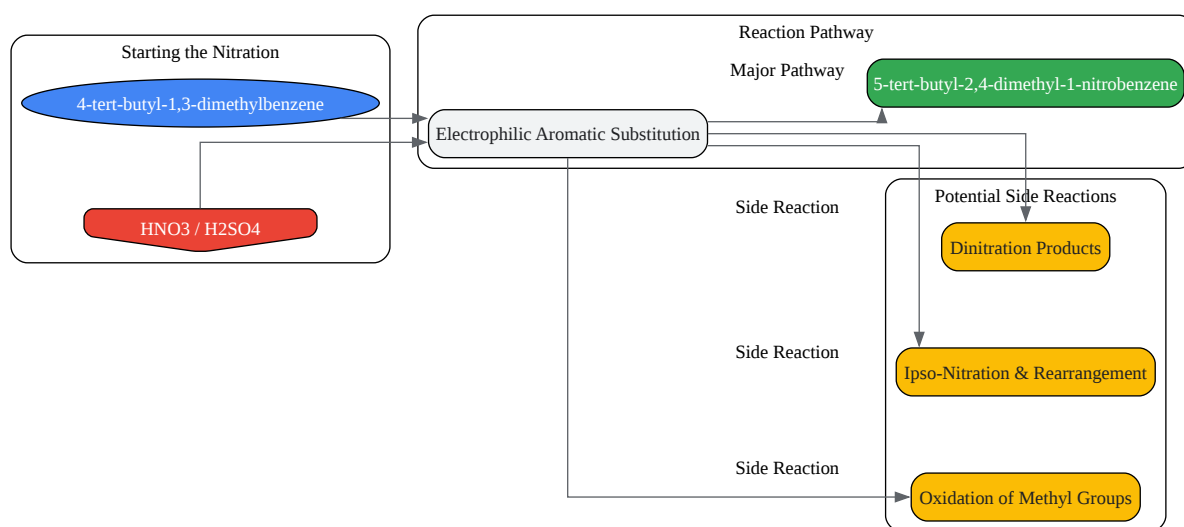 Starting the Nitration
4-tert-butyl-1,3-dimethylbenzene
HNO3 / H2SO4
Reaction Pathway
Major Pathway
5-tert-butyl-2,4-dimethyl-1-nitrobenzene
Electrophilic Aromatic Substitution
Potential Side Reactions
Side Reaction
Dinitration Products
Side Reaction
Ipso-Nitration & Rearrangement
Side Reaction
Oxidation of Methyl Groups